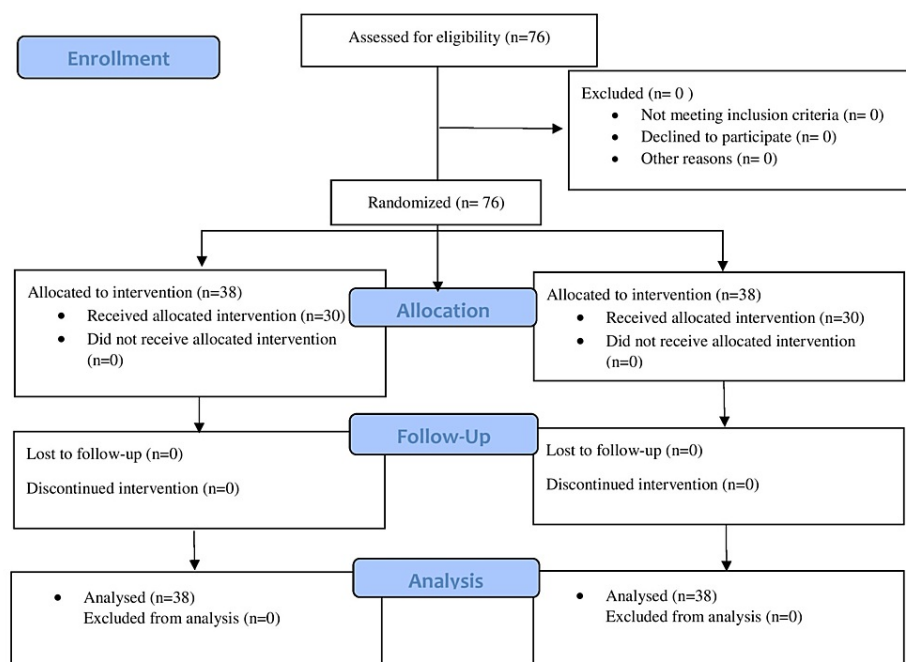 Assessed for eligibility (n=76)
Enrollment
Excluded (n= 0 )
• Not meeting inclusion criteria (n= 0)
• Declined to participate (n= 0)
• Other reasons (n= 0)
Randomized (n= 76)
Allocated to intervention (n=38)
• Received allocated intervention (n=30)
• Did not receive allocated intervention
(n=0)
Allocation
Allocated to intervention (n=38)
• Received allocated intervention (n=30)
• Did not receive allocated intervention
(n=0)
Lost to follow-up (n=0)
Discontinued intervention (n=0)
Follow-Up
Lost to follow-up (n=0)
Discontinued intervention (n=0)
• Analysed (n=38)
Excluded from analysis (n=0)
Analysis
• Analysed (n=38)
Excluded from analysis (n=0)